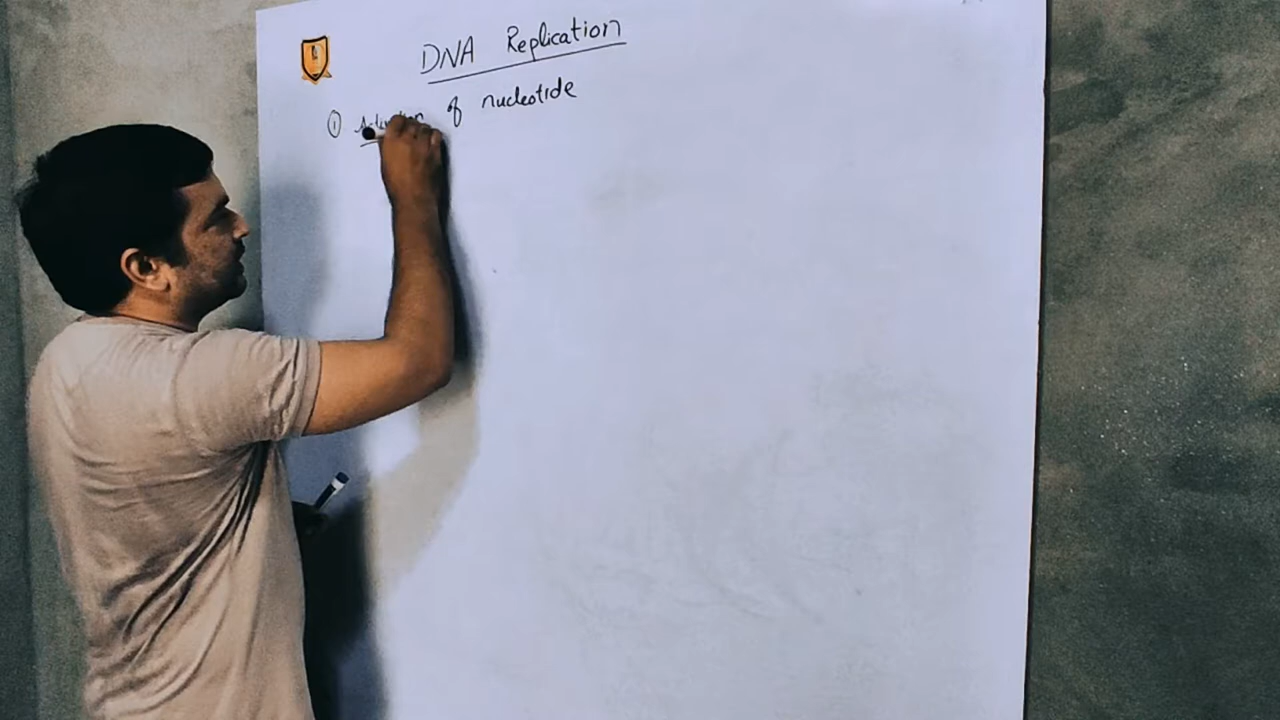 DNA Replication
① Activation of nucleotide